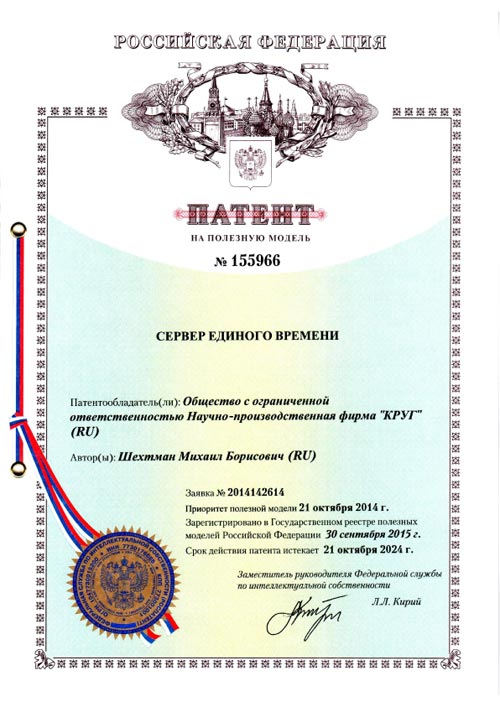 РОССИЙСКАЯ ФЕДЕРАЦИЯ
ПАТЕНТ
НА ПОЛЕЗНУЮ МОДЕЛЬ
№ 155966
СЕРВЕР ЕДИНОГО ВРЕМЕНИ
Патентообладатель(ли): Общество с ограниченной
ответственностью Научно-производственная фирма "КРУГ"
(RU)
Автор(ы): Шехтман Михаил Борисович (RU)
Заявка № 2014142614
Приоритет полезной модели 21 октября 2014 г.
Зарегистрировано в Государственном реестре полезных
моделей Российской Федерации 30 сентября 2015 г.
Срок действия патента истекает 21 октября 2024 г.
Заместитель руководителя Федеральной службы
по интеллектуальной собственности
Л.Л. Кирий